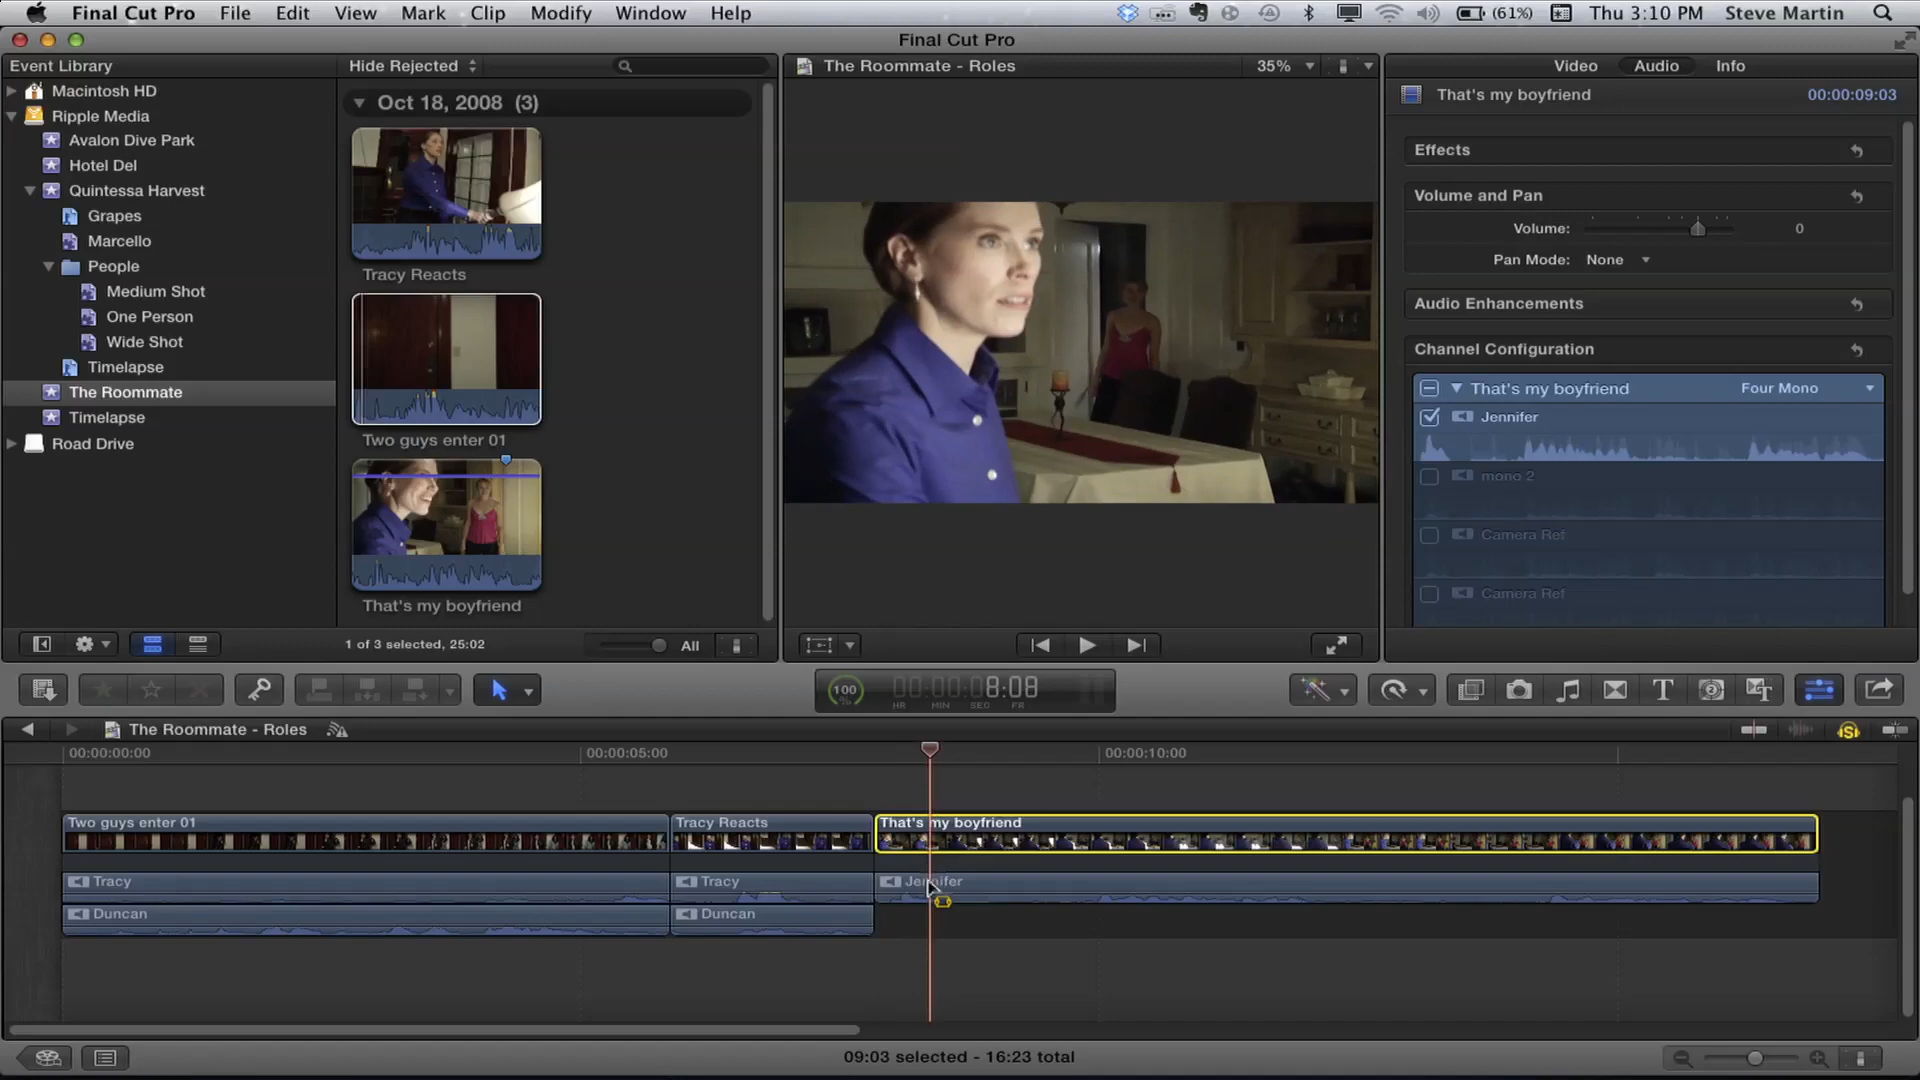 Final Cut Pro File Edit View Mark Clip Modify Window Help (61%) Thu 3:10 PM Steve Martin
Final Cut Pro
Event Library
Hide Rejected
The Roommate - Roles
35%
Video Audio Info
Macintosh HD
Ripple Media
Avalon Dive Park
Hotel Del
Quintessa Harvest
Grapes
Marcello
People
Medium Shot
One Person
Wide Shot
Timelapse
The Roommate
Timelapse
Road Drive
Oct 18, 2008 (3)
Tracy Reacts
Two guys enter 01
That's my boyfriend
1 of 3 selected, 25:02
All
That's my boyfriend 00:00:09:03
Effects
Volume and Pan
Volume: 0
Pan Mode: None
Audio Enhancements
Channel Configuration
That's my boyfriend Four Mono
Jennifer
mono 2
Camera Ref
Camera Ref
100
%
00:00:08:08
HR MIN SEC FR
The Roommate - Roles
00:00:00:00 00:00:05:00 00:00:10:00
Two guys enter 01 Tracy Reacts That's my boyfriend
Tracy Tracy Jennifer
Duncan Duncan
09:03 selected - 16:23 total